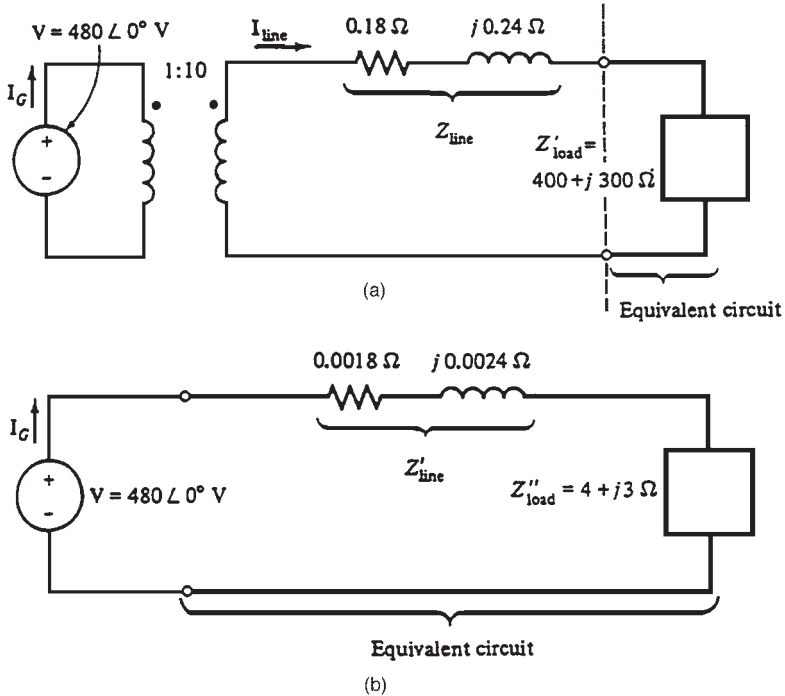 V = 480 ∠ 0° V
I_line
0.18 Ω
j 0.24 Ω
I_G
1:10
+
-
Z_line
Z'_load =
400 + j 300 Ω
(a)
Equivalent circuit
0.0018 Ω
j 0.0024 Ω
I_G
+
-
V = 480 ∠ 0° V
Z'_line
Z''_load = 4 + j3 Ω
Equivalent circuit
(b)